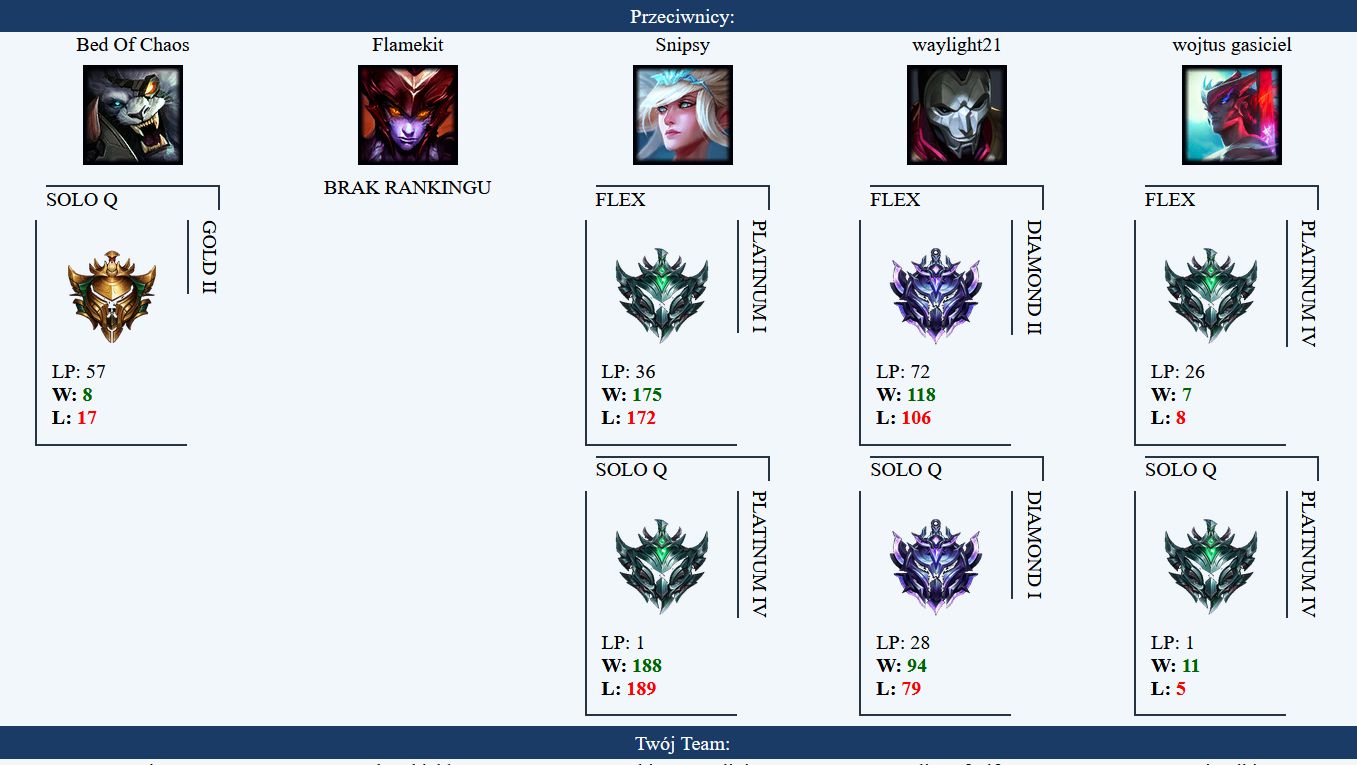 Przeciwnicy:
Bed Of Chaos
SOLO Q
GOLD II
LP: 57
W: 8
L: 17
Flamekit
BRAK RANKINGU
Snipsy
FLEX
PLATINUM I
LP: 36
W: 175
L: 172
SOLO Q
PLATINUM IV
LP: 1
W: 188
L: 189
waylight21
FLEX
DIAMOND II
LP: 72
W: 118
L: 106
SOLO Q
DIAMOND I
LP: 28
W: 94
L: 79
wojtus gasiciel
FLEX
PLATINUM IV
LP: 26
W: 7
L: 8
SOLO Q
PLATINUM IV
LP: 1
W: 11
L: 5
Twój Team: